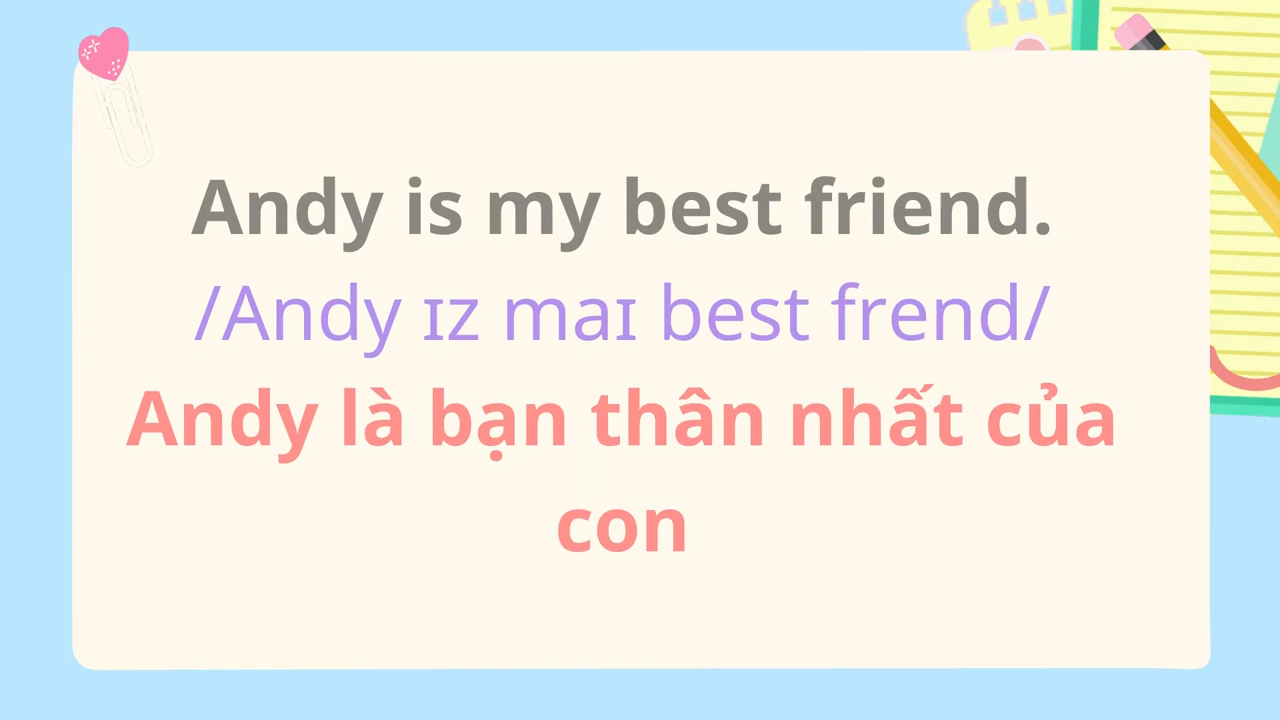 Andy is my best friend.
/Andy ɪz maɪ best frend/
Andy là bạn thân nhất của
con